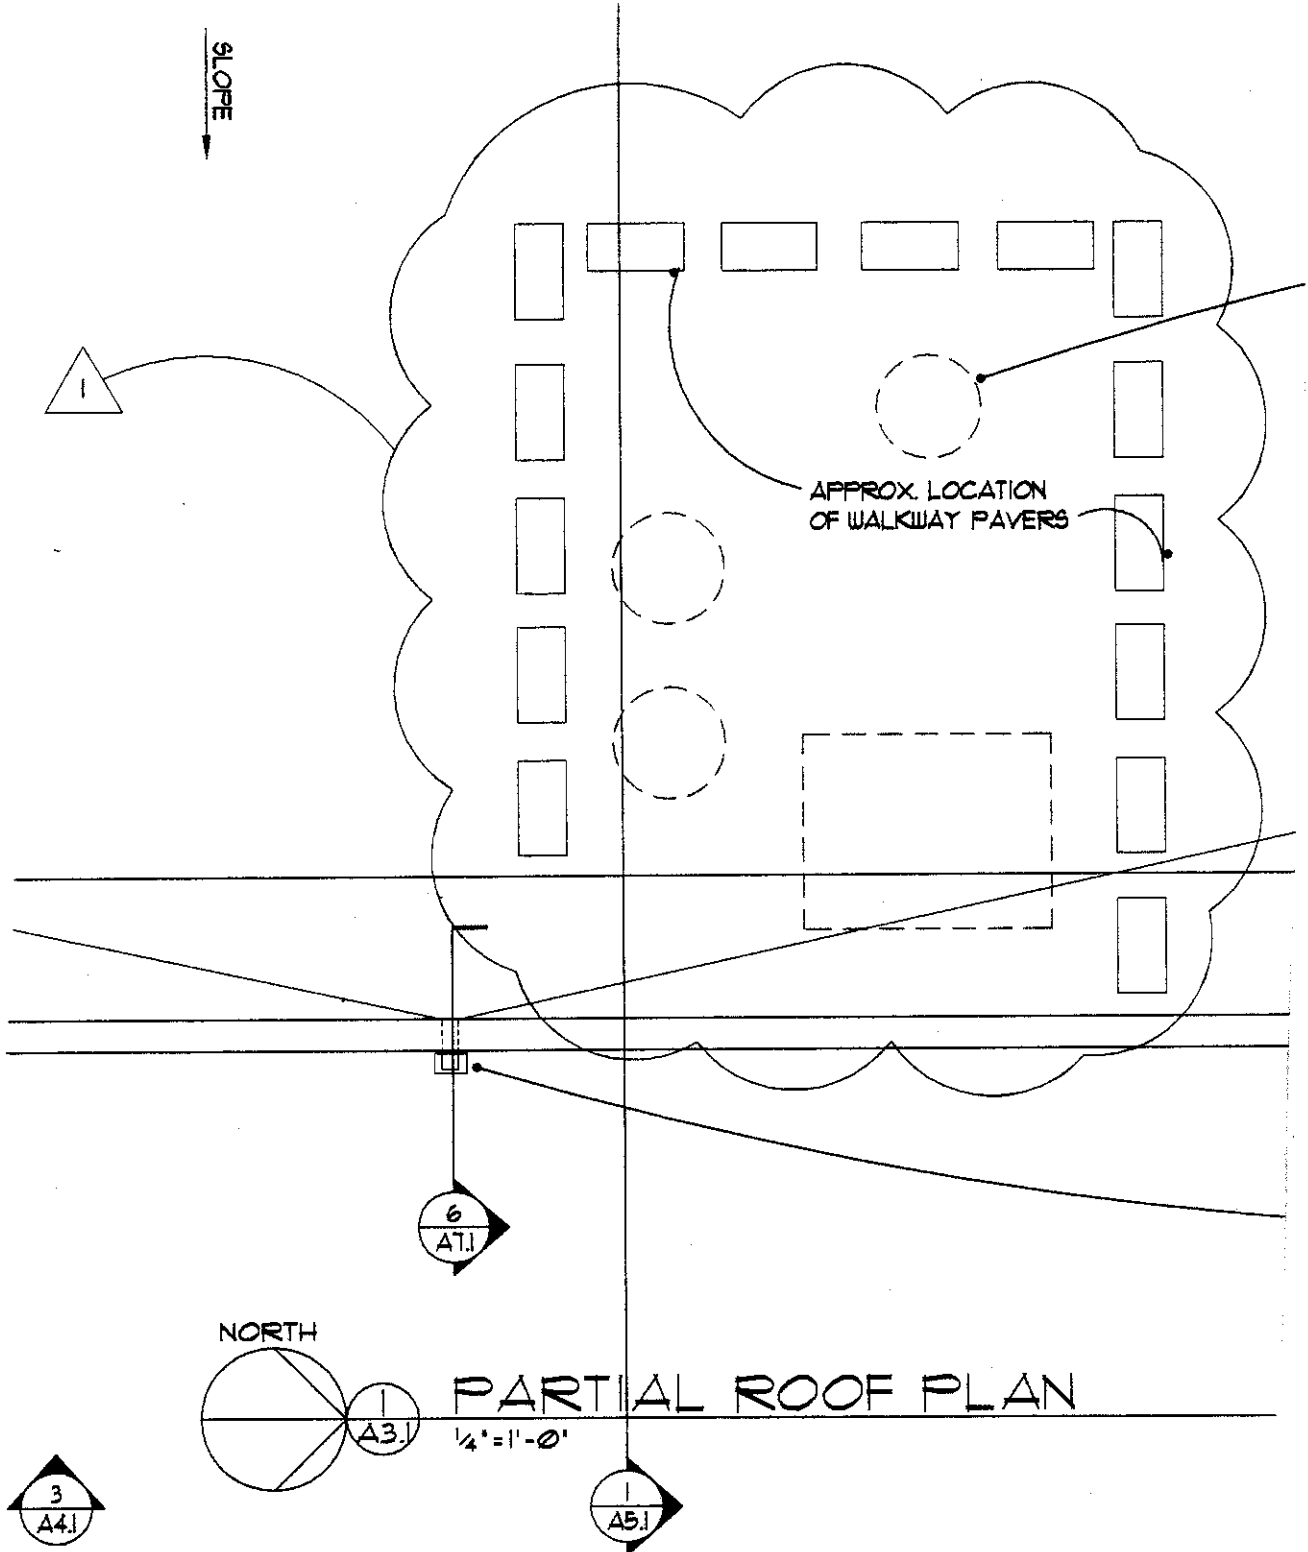 SLOPE
1
APPROX. LOCATION
OF WALKWAY PAVERS
6
A7.1
NORTH
1
A3.1
PARTIAL ROOF PLAN
1/4" = 1'-0"
3
A4.1
1
A5.1